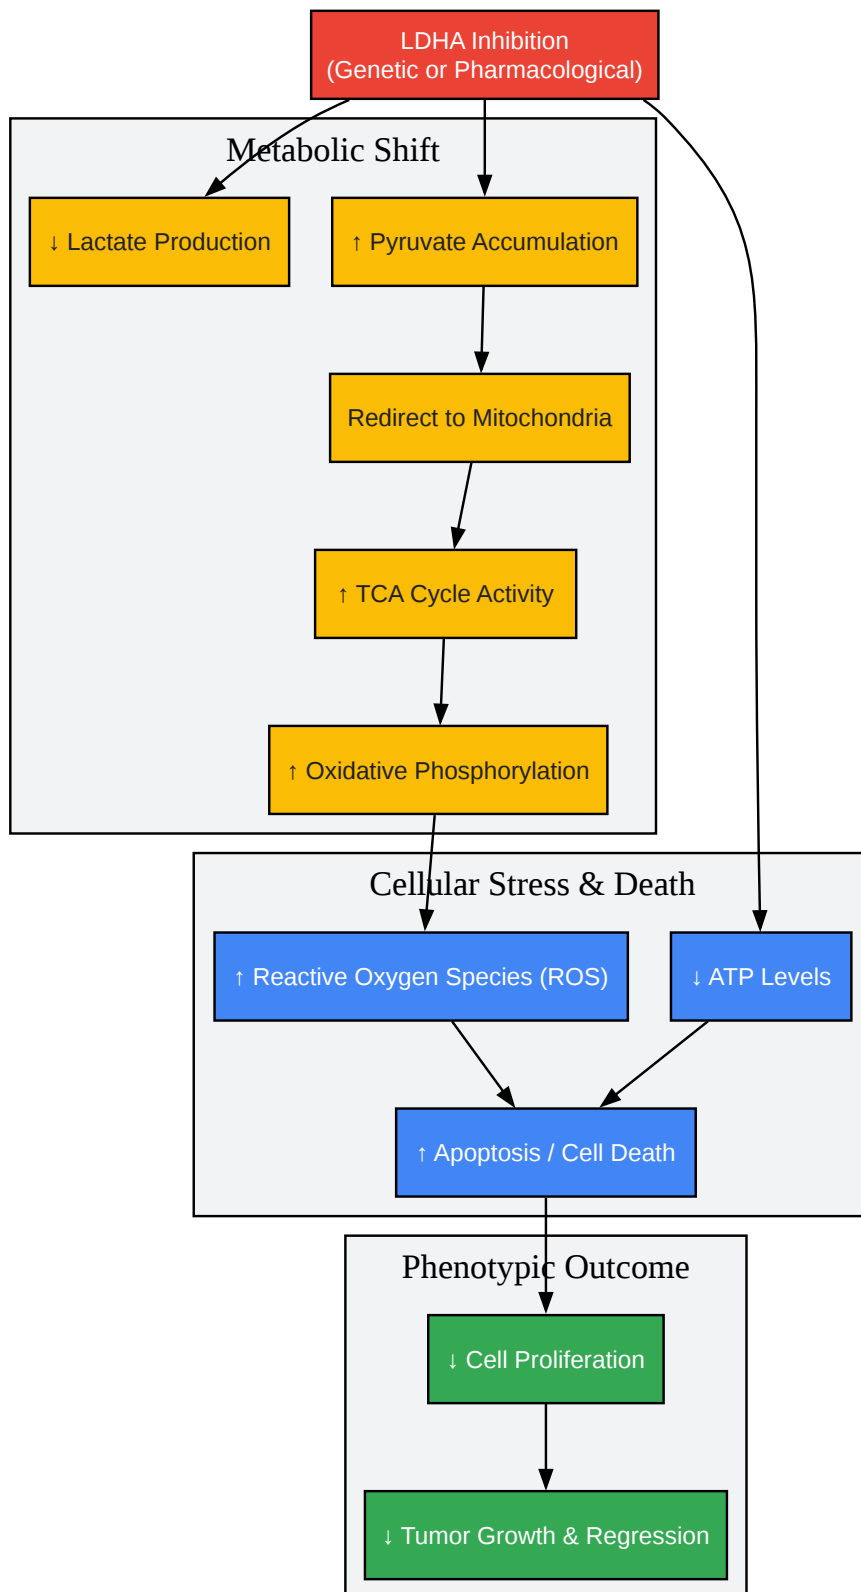 LDHA Inhibition
(Genetic or Pharmacological)
Metabolic Shift
↓ Lactate Production
↑ Pyruvate Accumulation
Redirect to Mitochondria
↑ TCA Cycle Activity
↑ Oxidative Phosphorylation
Cellular Stress & Death
↑ Reactive Oxygen Species (ROS)
↓ ATP Levels
↑ Apoptosis / Cell Death
Phenotypic Outcome
↓ Cell Proliferation
↓ Tumor Growth & Regression